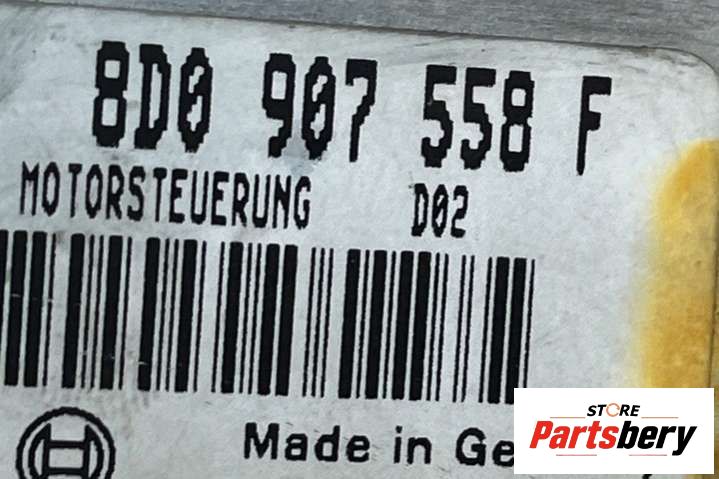 8D0 907 558 F
MOTORSTEUERUNG D02
Made in Ge
STORE
Partsbery